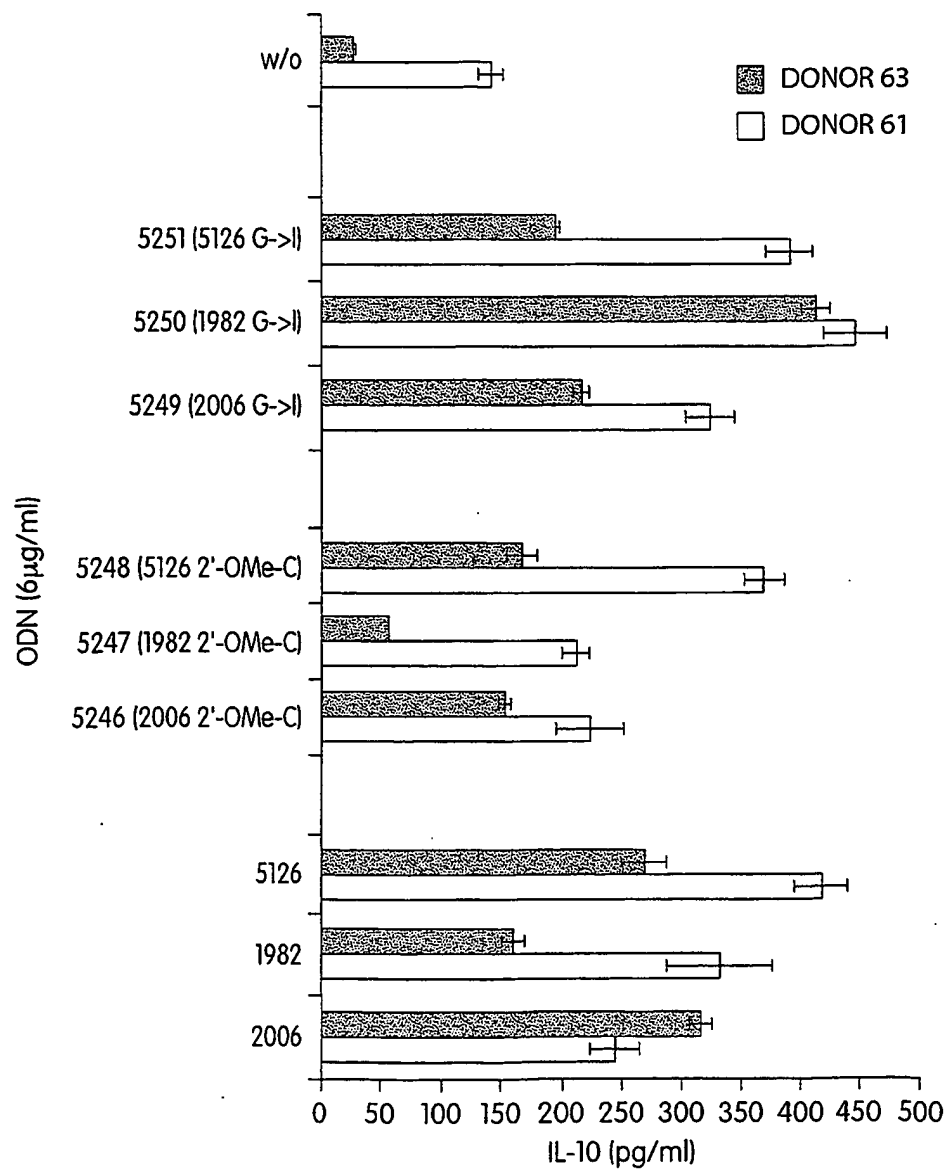 w/o
DONOR 63
DONOR 61
5251 (5126 G->I)
5250 (1982 G->I)
5249 (2006 G->I)
5248 (5126 2'-OMe-C)
5247 (1982 2'-OMe-C)
5246 (2006 2'-OMe-C)
5126
1982
2006
ODN (6µg/ml)
0 50 100 150 200 250 300 350 400 450 500
IL-10 (pg/ml)